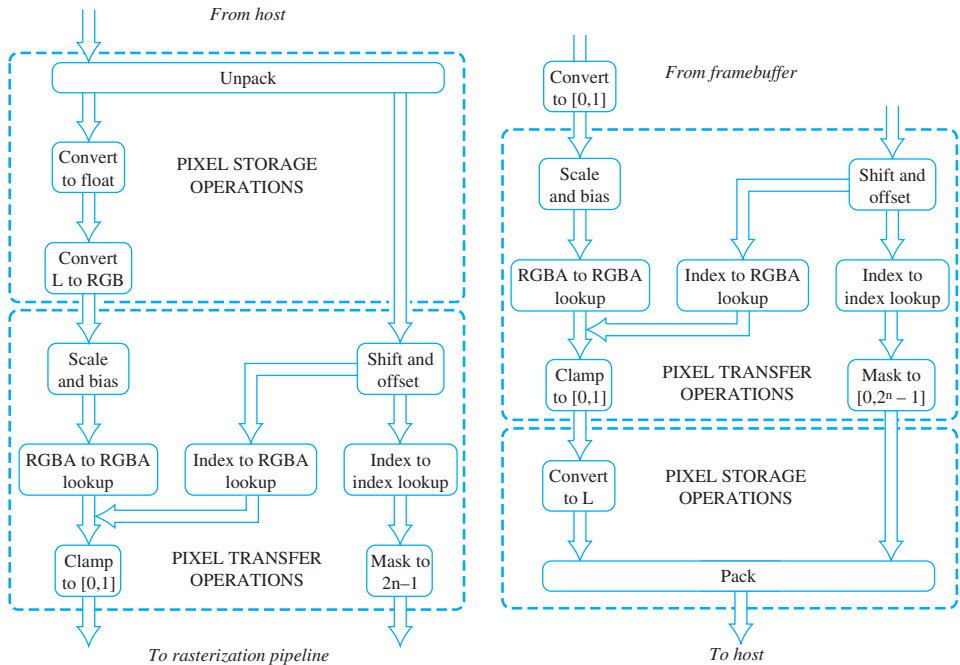 From host
Unpack
Convert
to float
PIXEL STORAGE
OPERATIONS
Convert
L to RGB
Scale
and bias
Shift and
offset
RGBA to RGBA
lookup
Index to RGBA
lookup
Index to
index lookup
Clamp
to [0,1]
PIXEL TRANSFER
OPERATIONS
Mask to
2n–1
To rasterization pipeline
From framebuffer
Convert
to [0,1]
Scale
and bias
Shift and
offset
RGBA to RGBA
lookup
Index to RGBA
lookup
Index to
index lookup
Clamp
to [0,1]
PIXEL TRANSFER
OPERATIONS
Mask to
[0,2ⁿ – 1]
Convert
to L
PIXEL STORAGE
OPERATIONS
Pack
To host